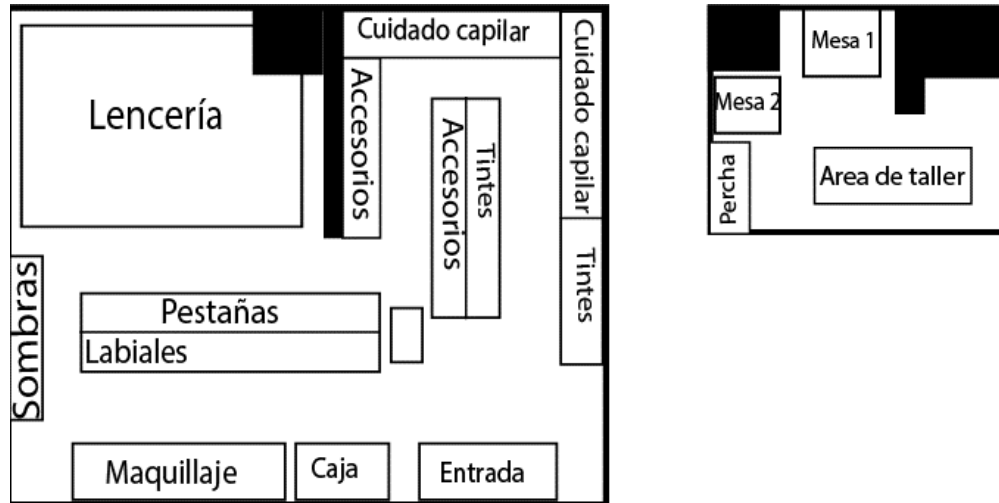 Cuidado capilar
Cuidado capilar
Lencería
Accesorios
Accesorios
Tintes
Tintes
Sombras
Pestañas
Labiales
Maquillaje
Caja
Entrada
Mesa 1
Mesa 2
Percha
Area de taller